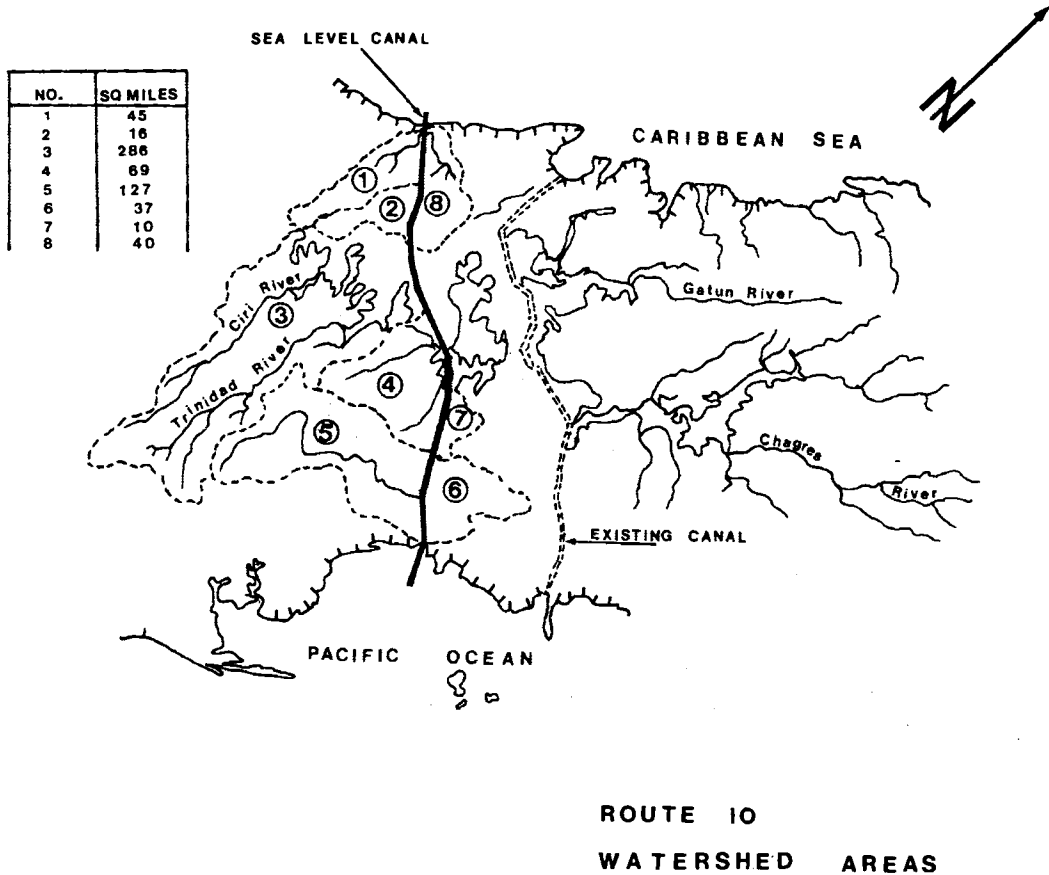 SEA LEVEL CANAL
N
NO. SQ MILES
1 45
2 16
3 286
4 69
5 127
6 37
7 10
8 40
CARIBBEAN SEA
1
2
8
Gatun River
Ciri River
3
Trinidad River
4
7
5
Chagres
River
6
EXISTING CANAL
PACIFIC OCEAN
ROUTE 10
WATERSHED AREAS